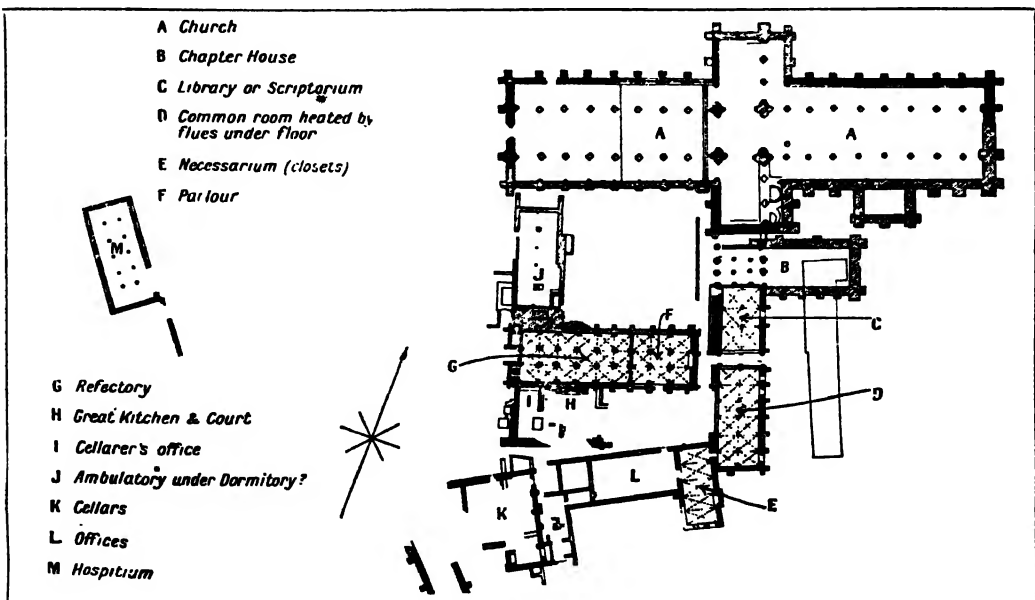 A Church
B Chapter House
C Library or Scriptorium
D Common room heated by
flues under floor
E Necessarium (closets)
F Parlour
G Refectory
H Great Kitchen & Court
I Cellarer's office
J Ambulatory under Dormitory?
K Cellars
L Offices
M Hospitium
A
A
B
C
D
E
F
G
H
I
J
K
L
M